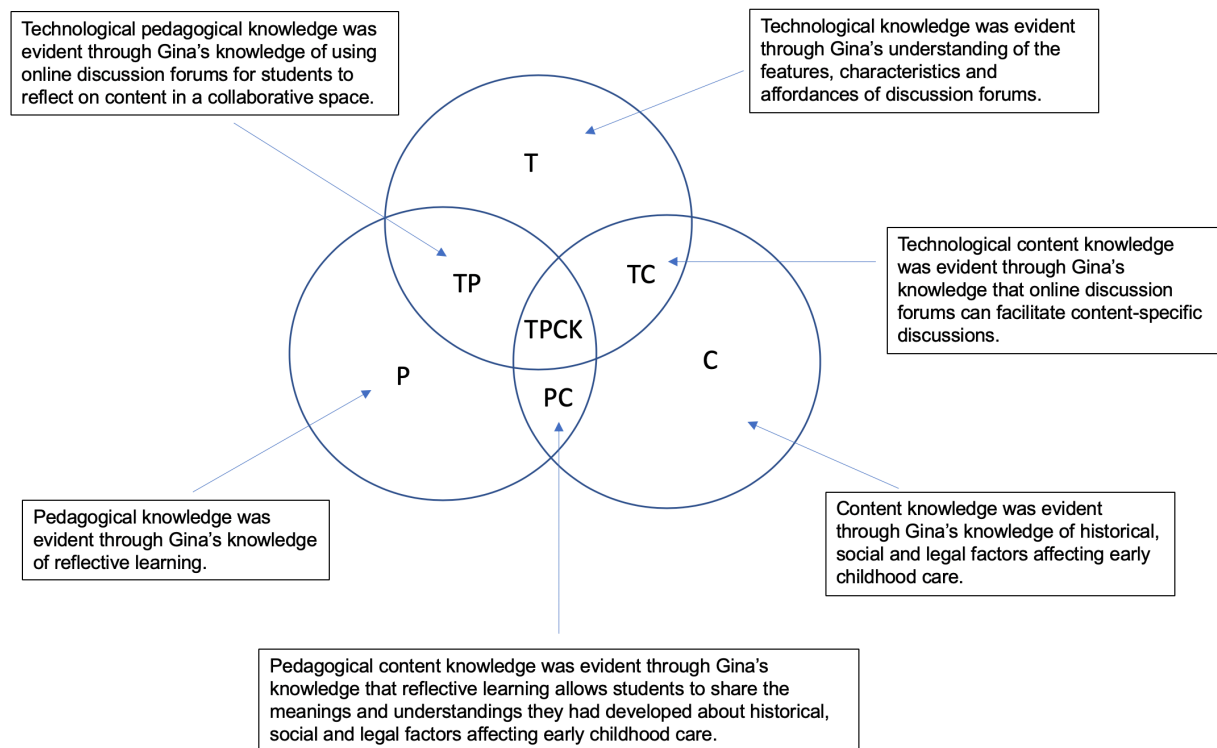 Technological pedagogical knowledge was
evident through Gina's knowledge of using
online discussion forums for students to
reflect on content in a collaborative space.
Technological knowledge was evident
through Gina's understanding of the
features, characteristics and
affordances of discussion forums.
T
Technological content knowledge
was evident through Gina's
knowledge that online discussion
forums can facilitate content-specific
discussions.
TP
TC
TPCK
P
C
PC
Pedagogical knowledge was
evident through Gina's knowledge
of reflective learning.
Content knowledge was evident
through Gina's knowledge of historical,
social and legal factors affecting early
childhood care.
Pedagogical content knowledge was evident through Gina's
knowledge that reflective learning allows students to share the
meanings and understandings they had developed about historical,
social and legal factors affecting early childhood care.